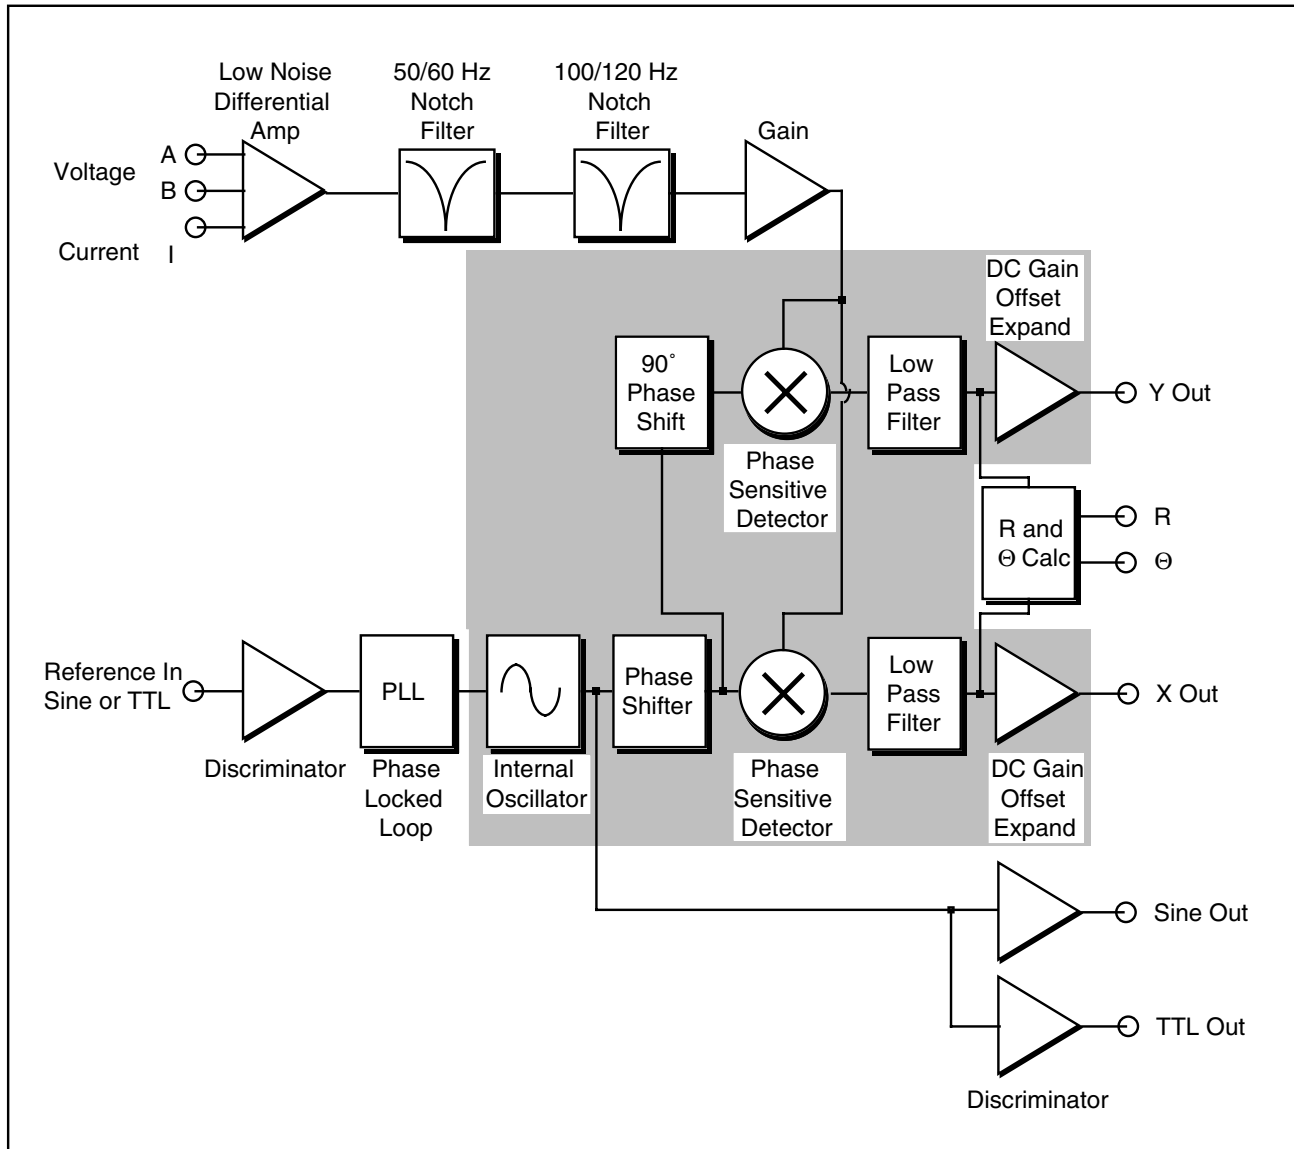 Low Noise
Differential
Amp
50/60 Hz
Notch
Filter
100/120 Hz
Notch
Filter
Gain
Voltage
A
B
Current
I
DC Gain
Offset
Expand
90°
Phase
Shift
Low
Pass
Filter
Y Out
Phase
Sensitive
Detector
R and
Θ Calc
R
Θ
Reference In
Sine or TTL
PLL
Phase
Shifter
Low
Pass
Filter
X Out
Discriminator
Phase
Locked
Loop
Internal
Oscillator
Phase
Sensitive
Detector
DC Gain
Offset
Expand
Sine Out
TTL Out
Discriminator